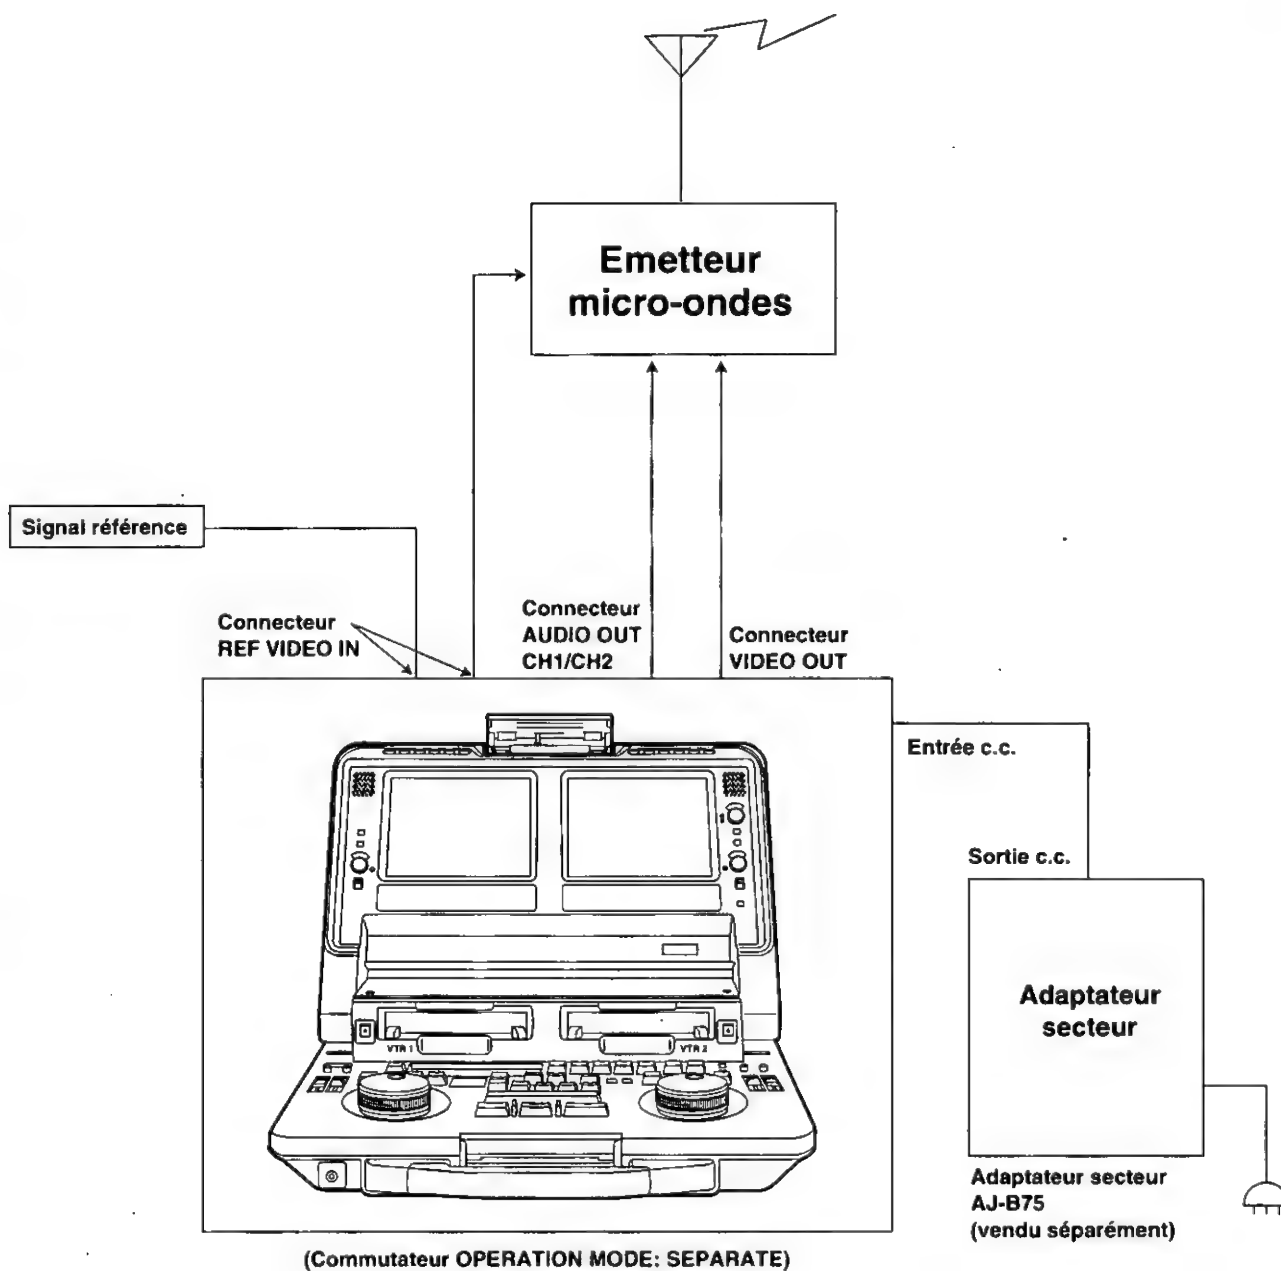 Emetteur
micro-ondes
Signal référence
Connecteur
REF VIDEO IN
Connecteur
AUDIO OUT
CH1/CH2
Connecteur
VIDEO OUT
Entrée c.c.
Sortie c.c.
Adaptateur
secteur
VTR 1
VTR 2
Adaptateur secteur
AJ-B75
(vendu séparément)
(Commutateur OPERATION MODE: SEPARATE)